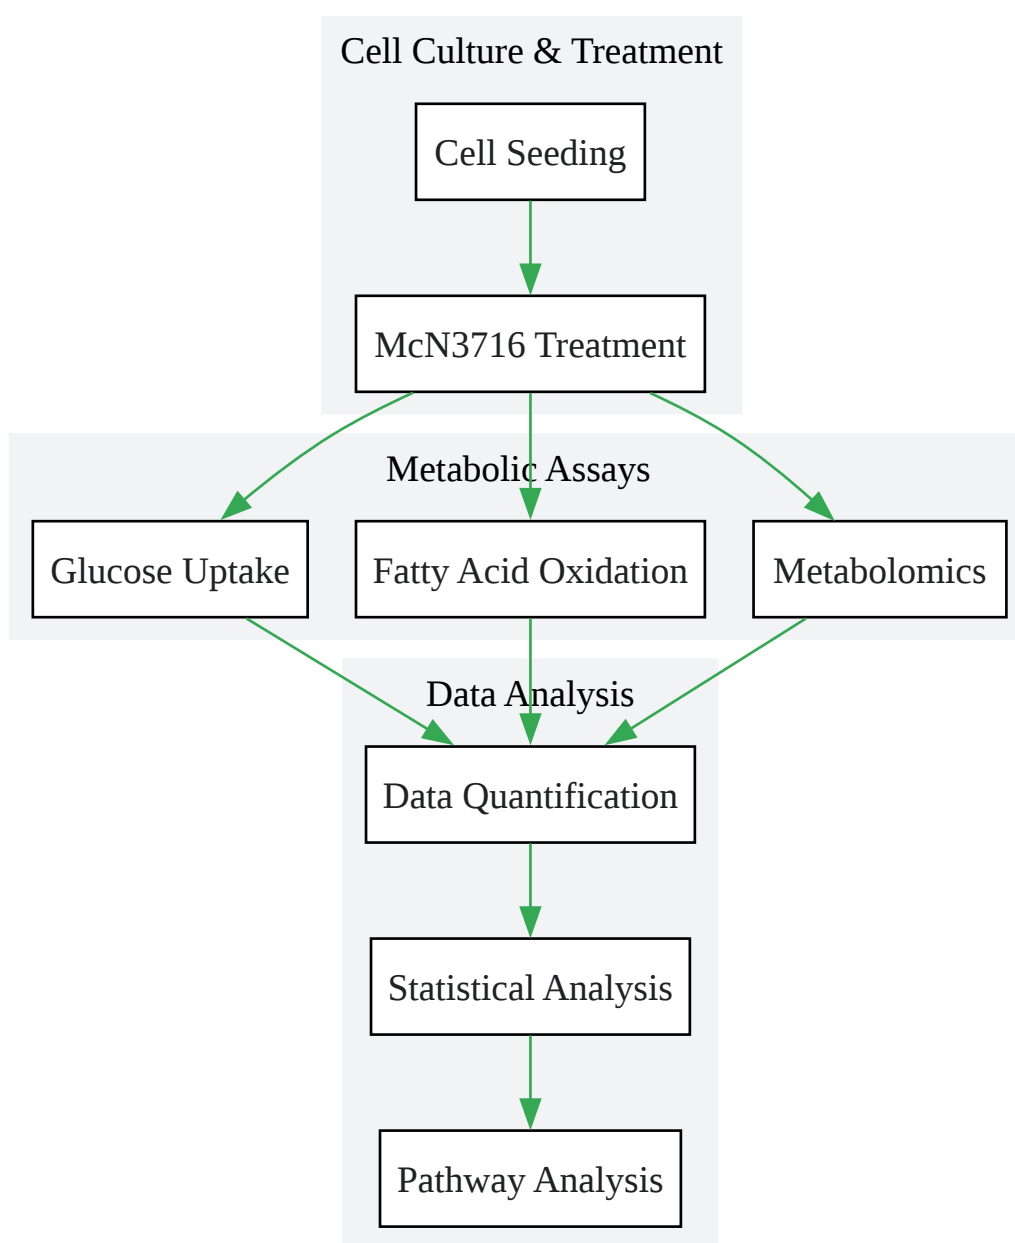 Cell Culture & Treatment
Cell Seeding
McN3716 Treatment
Metabolic Assays
Glucose Uptake
Fatty Acid Oxidation
Metabolomics
Data Analysis
Data Quantification
Statistical Analysis
Pathway Analysis